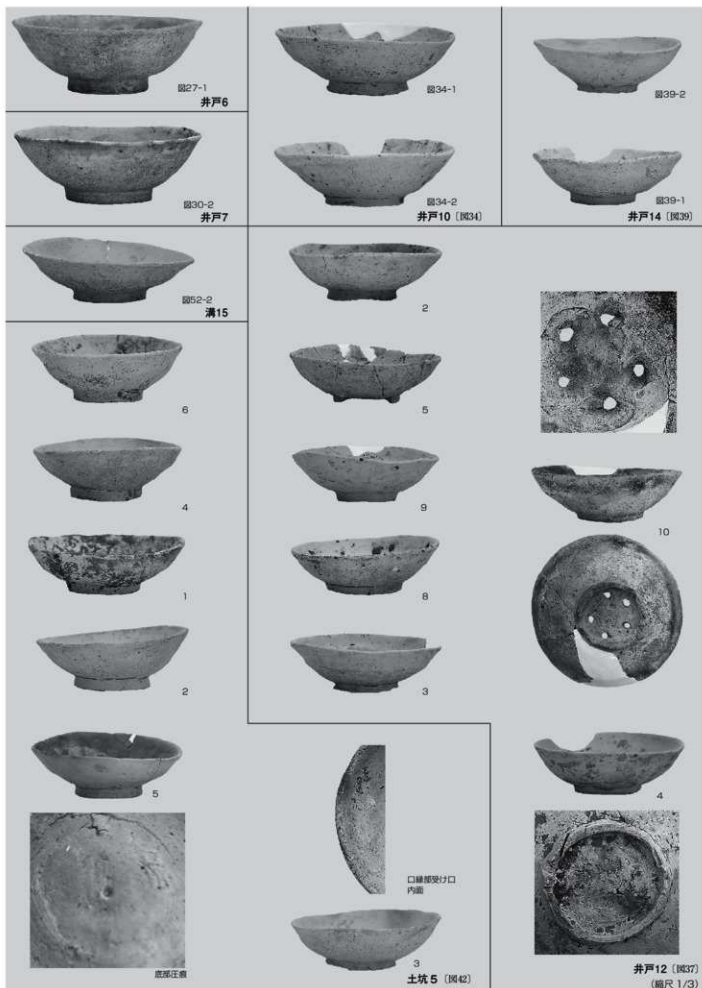 図27-1
井戸6
図30-2
井戸7
図34-1
図34-2
井戸10〔図34〕
図39-2
図39-1
井戸14〔図39〕
図52-2
溝15
6
4
1
2
5
底部圧痕
口縁部受け口
内面
3
土坑5〔図42〕
2
5
9
8
3
10
4
井戸12〔図37〕
(縮尺 1/3)